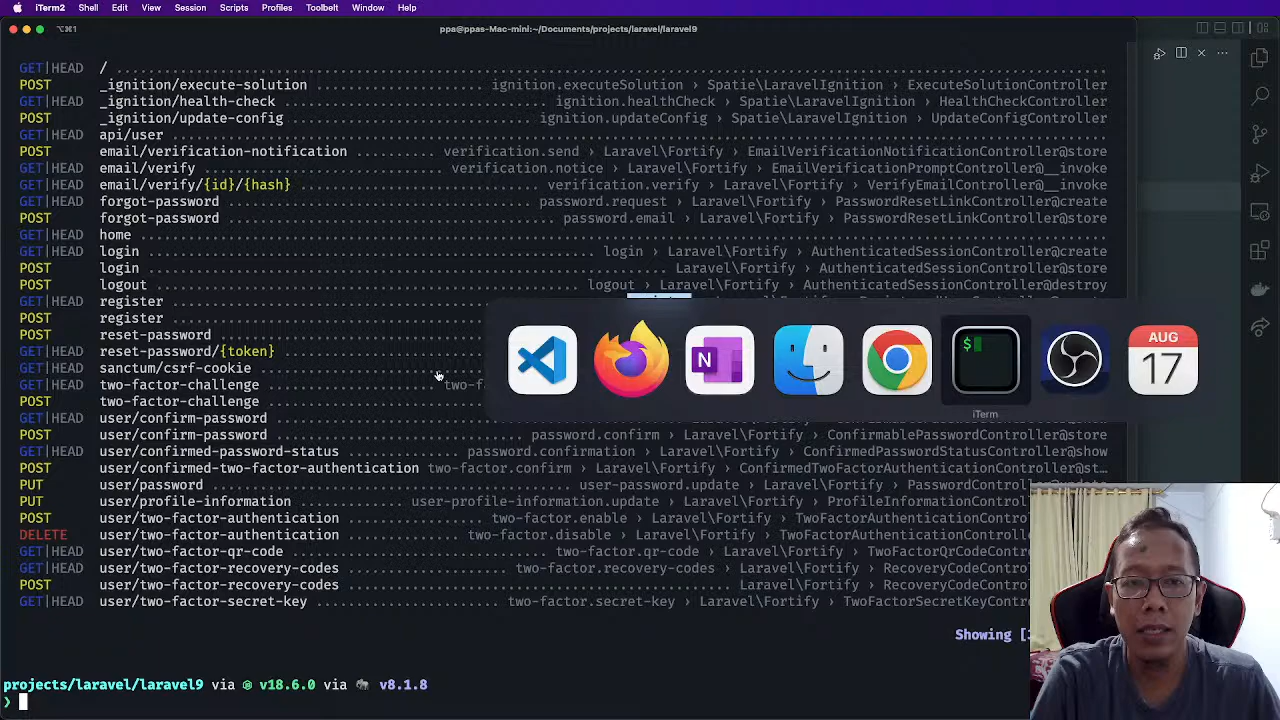 iTerm2 Shell Edit View Session Scripts Profiles Toolbelt Window Help
⌥⌘1 ppa@ppas-Mac-mini:~/Documents/projects/laravel/laravel9
GET|HEAD /
POST _ignition/execute-solution ignition.executeSolution › Spatie\LaravelIgnition › ExecuteSolutionController
GET|HEAD _ignition/health-check ignition.healthCheck › Spatie\LaravelIgnition › HealthCheckController
POST _ignition/update-config ignition.updateConfig › Spatie\LaravelIgnition › UpdateConfigController
GET|HEAD api/user
POST email/verification-notification verification.send › Laravel\Fortify › EmailVerificationNotificationController@store
GET|HEAD email/verify verification.notice › Laravel\Fortify › EmailVerificationPromptController@__invoke
GET|HEAD email/verify/{id}/{hash} verification.verify › Laravel\Fortify › VerifyEmailController@__invoke
GET|HEAD forgot-password password.request › Laravel\Fortify › PasswordResetLinkController@create
POST forgot-password password.email › Laravel\Fortify › PasswordResetLinkController@store
GET|HEAD home
GET|HEAD login login › Laravel\Fortify › AuthenticatedSessionController@create
POST login Laravel\Fortify › AuthenticatedSessionController@store
POST logout logout › Laravel\Fortify › AuthenticatedSessionController@destroy
GET|HEAD register
POST register
POST reset-password
GET|HEAD reset-password/{token}
GET|HEAD sanctum/csrf-cookie
GET|HEAD two-factor-challenge two-f
POST two-factor-challenge
GET|HEAD user/confirm-password
POST user/confirm-password password.confirm › Laravel\Fortify › ConfirmablePasswordController@store
GET|HEAD user/confirmed-password-status password.confirmation › Laravel\Fortify › ConfirmedPasswordStatusController@show
POST user/confirmed-two-factor-authentication two-factor.confirm › Laravel\Fortify › ConfirmedTwoFactorAuthenticationController@st…
PUT user/password user-password.update › Laravel\Fortify › PasswordController@update
PUT user/profile-information user-profile-information.update › Laravel\Fortify › ProfileInformationCont
POST user/two-factor-authentication two-factor.enable › Laravel\Fortify › TwoFactorAuthenticationCont
DELETE user/two-factor-authentication two-factor.disable › Laravel\Fortify › TwoFactorAuthenticationCont
GET|HEAD user/two-factor-qr-code two-factor.qr-code › Laravel\Fortify › TwoFactorQrCodeContr
GET|HEAD user/two-factor-recovery-codes two-factor.recovery-codes › Laravel\Fortify › RecoveryCodeContr
POST user/two-factor-recovery-codes Laravel\Fortify › RecoveryCodeContr
GET|HEAD user/two-factor-secret-key two-factor.secret-key › Laravel\Fortify › TwoFactorSecretKeyContr
N
$
AUG
17
iTerm
Showing [
projects/laravel/laravel9 via v18.6.0 via v8.1.8
❯